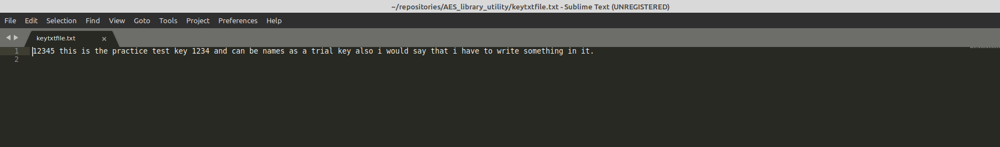 ~/repositories/AES_library_utility/keytxtfile.txt - Sublime Text (UNREGISTERED)
File Edit Selection Find View Goto Tools Project Preferences Help
keytxtfile.txt ×
1 12345 this is the practice test key 1234 and can be names as a trial key also i would say that i have to write something in it.
2